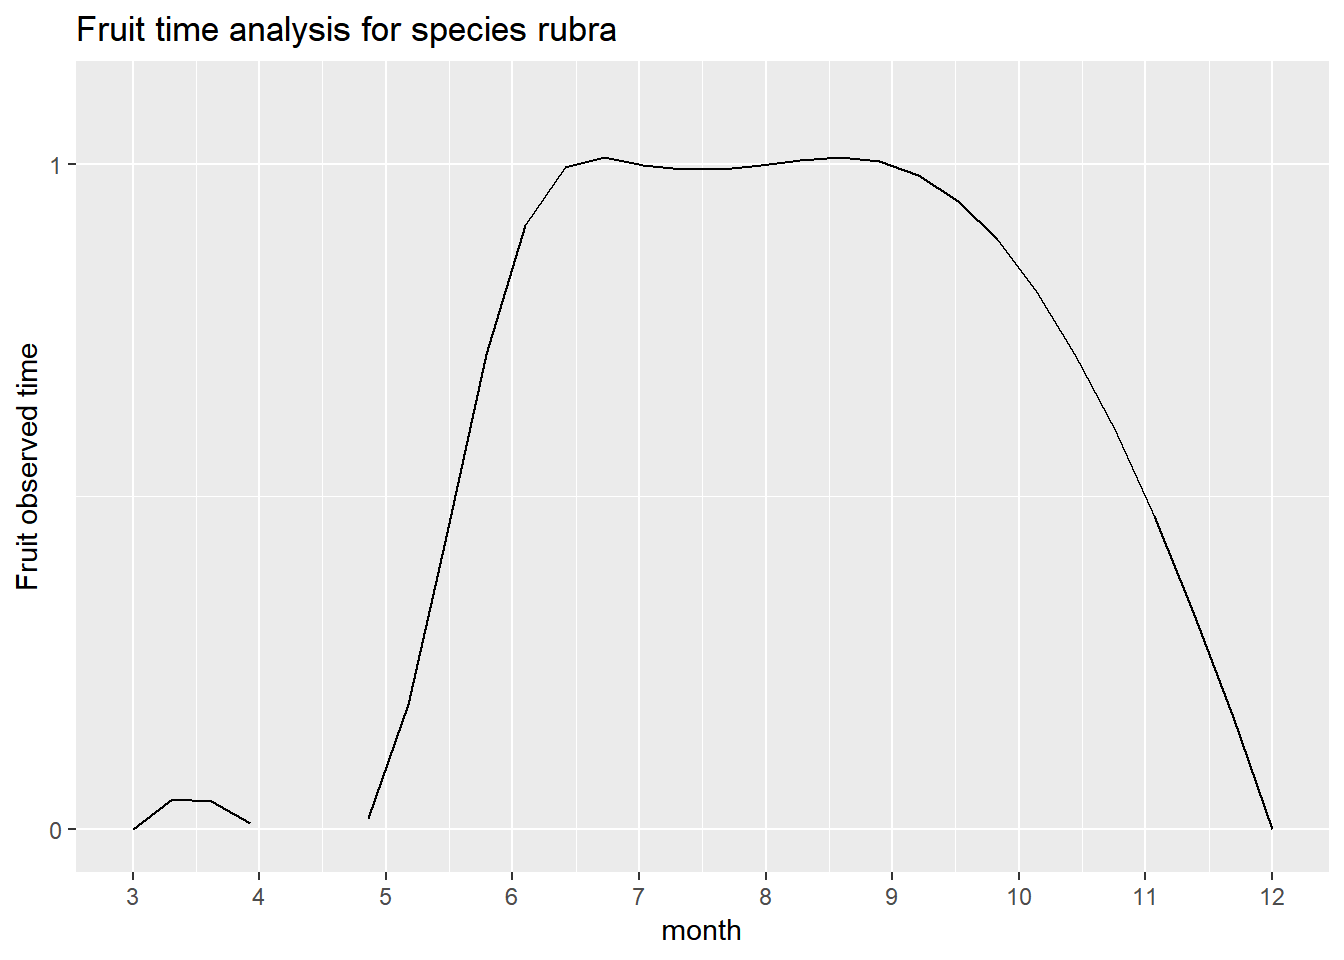 Fruit time analysis for species rubra
1
Fruit observed time
0
3 4 5 6 7 8 9 10 11 12
month